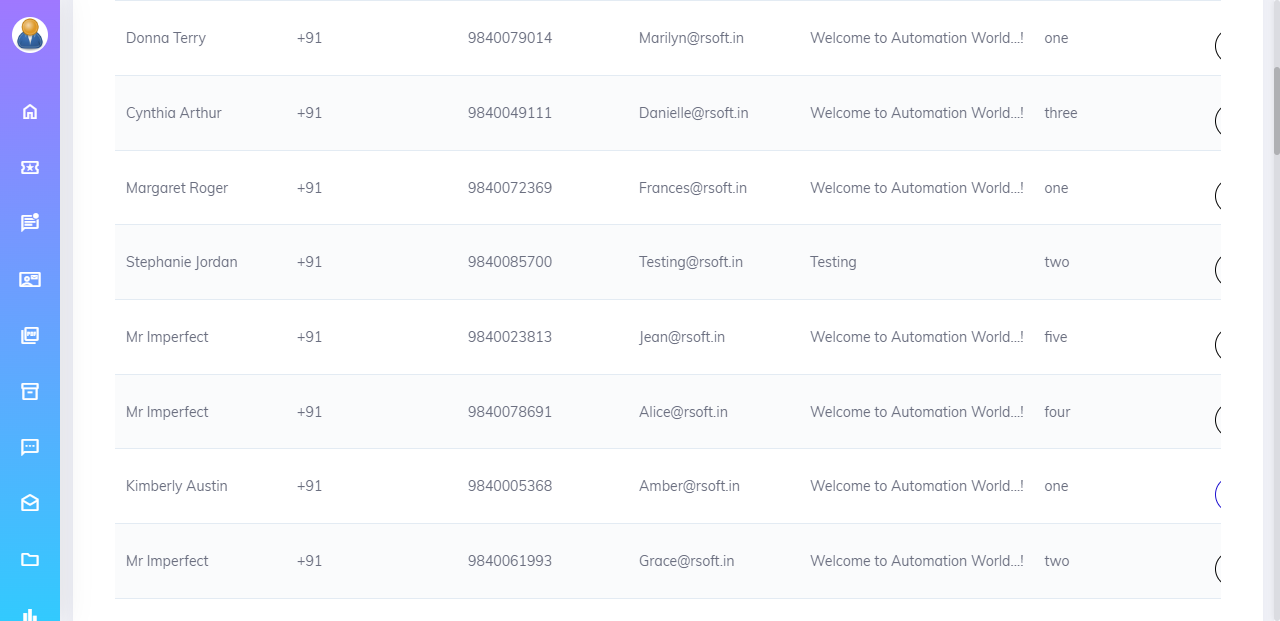 Donna Terry +91 9840079014 Marilyn@rsoft.in Welcome to Automation World...! one
Cynthia Arthur +91 9840049111 Danielle@rsoft.in Welcome to Automation World...! three
Margaret Roger +91 9840072369 Frances@rsoft.in Welcome to Automation World...! one
Stephanie Jordan +91 9840085700 Testing@rsoft.in Testing two
Mr Imperfect +91 9840023813 Jean@rsoft.in Welcome to Automation World...! five
Mr Imperfect +91 9840078691 Alice@rsoft.in Welcome to Automation World...! four
Kimberly Austin +91 9840005368 Amber@rsoft.in Welcome to Automation World...! one
Mr Imperfect +91 9840061993 Grace@rsoft.in Welcome to Automation World...! two